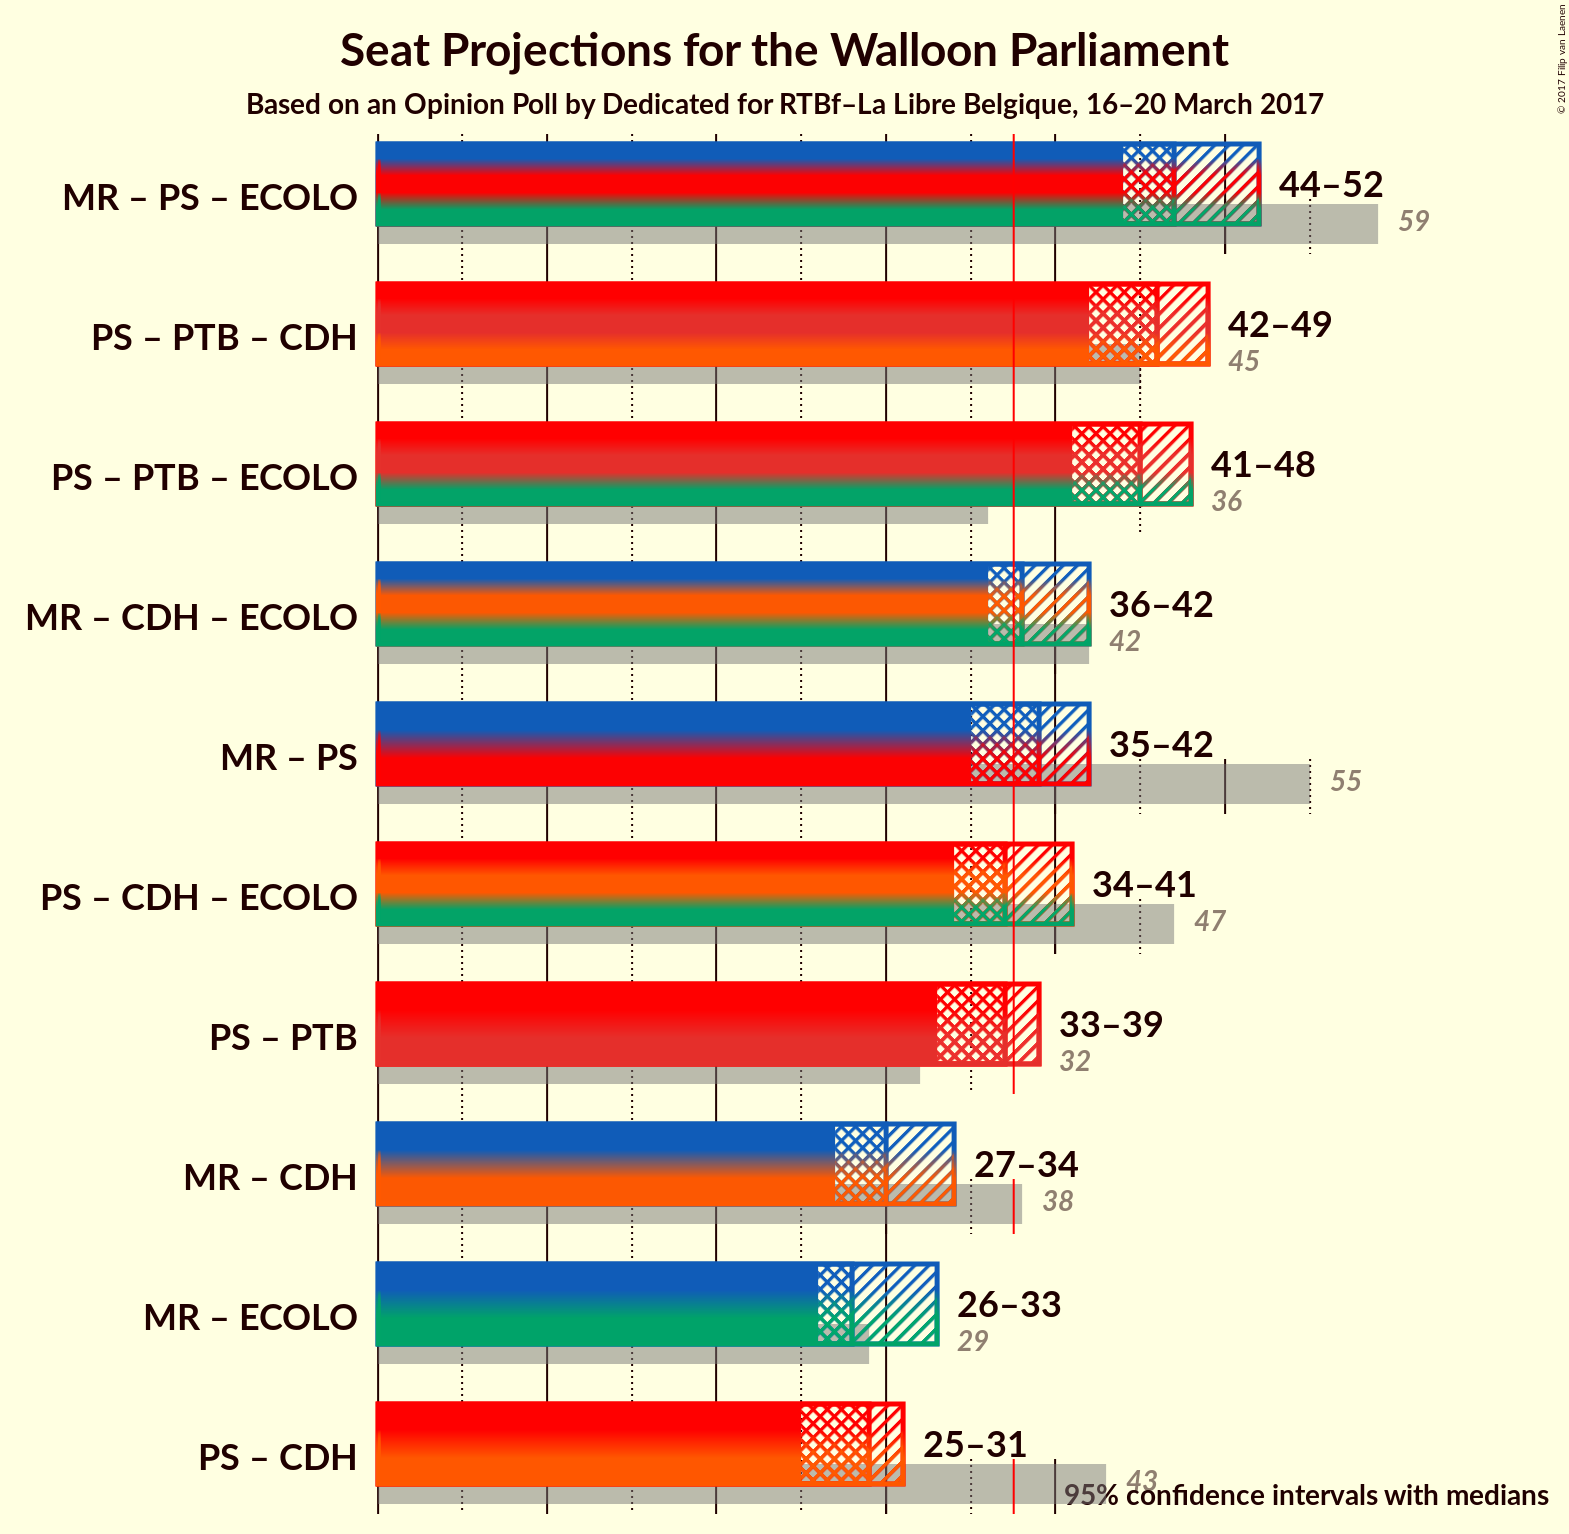 Seat Projections for the Walloon Parliament
Based on an Opinion Poll by Dedicated for RTBf–La Libre Belgique, 16–20 March 2017
© 2017 Filip van Laenen
MR – PS – ECOLO
44–52
59
PS – PTB – CDH
42–49
45
PS – PTB – ECOLO
41–48
36
MR – CDH – ECOLO
36–42
42
MR – PS
35–42
55
PS – CDH – ECOLO
34–41
47
PS – PTB
33–39
32
MR – CDH
27–34
38
MR – ECOLO
26–33
29
PS – CDH
25–31
43
95% confidence intervals with medians